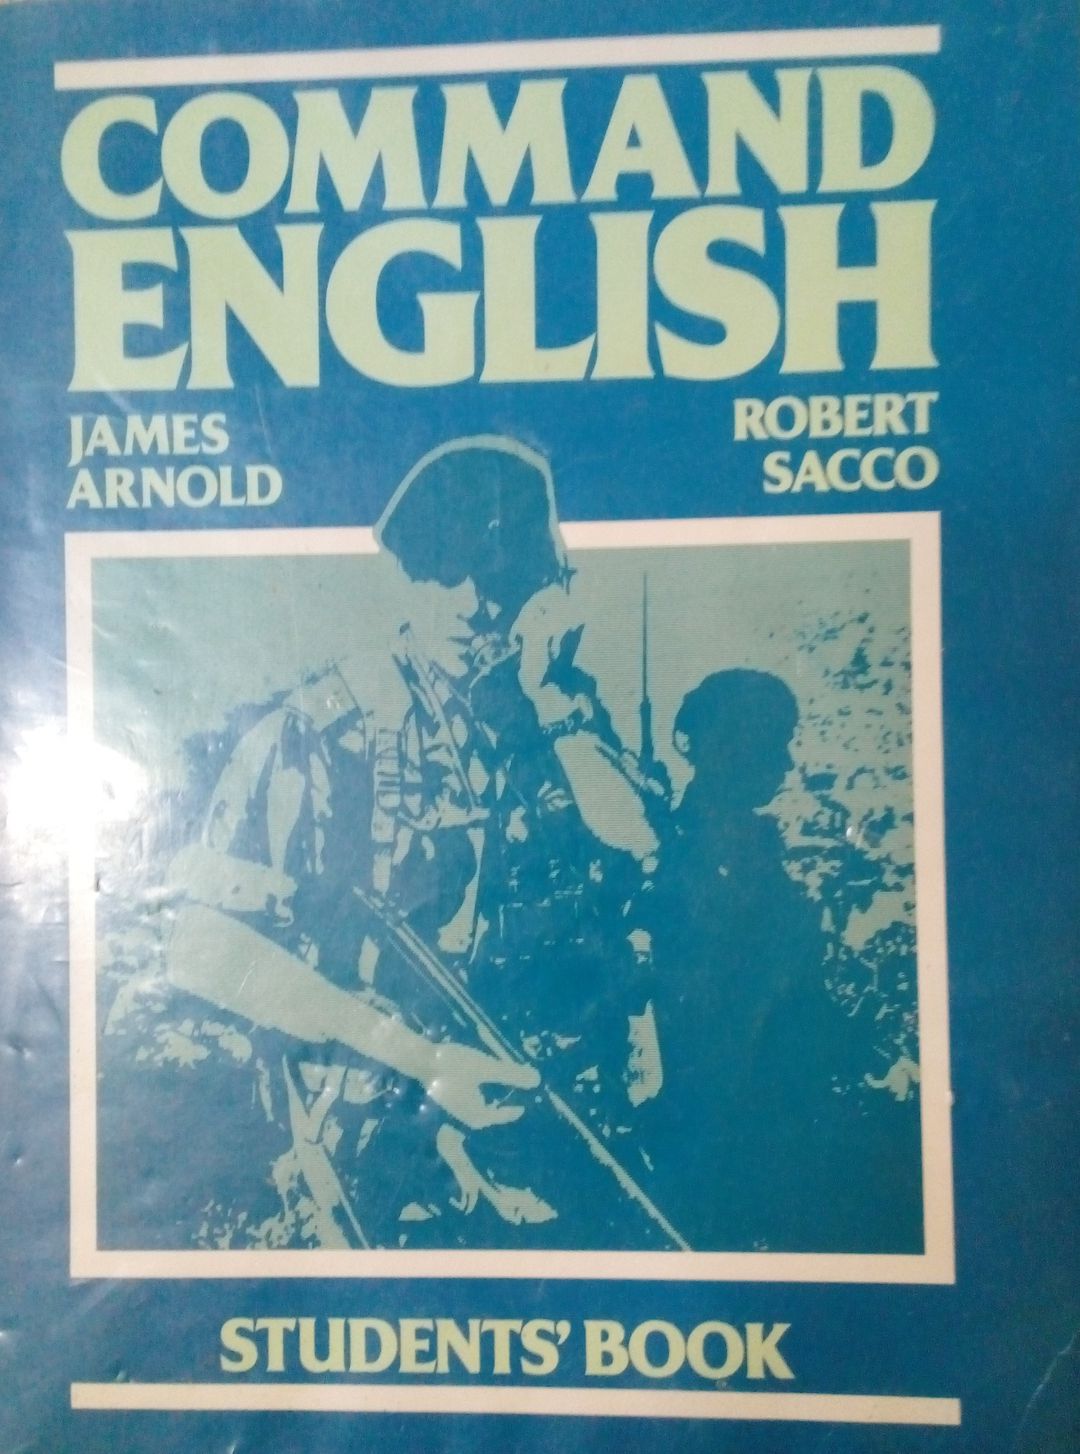 COMMAND
ENGLISH
JAMES
ARNOLD
ROBERT
SACCO
STUDENTS' BOOK